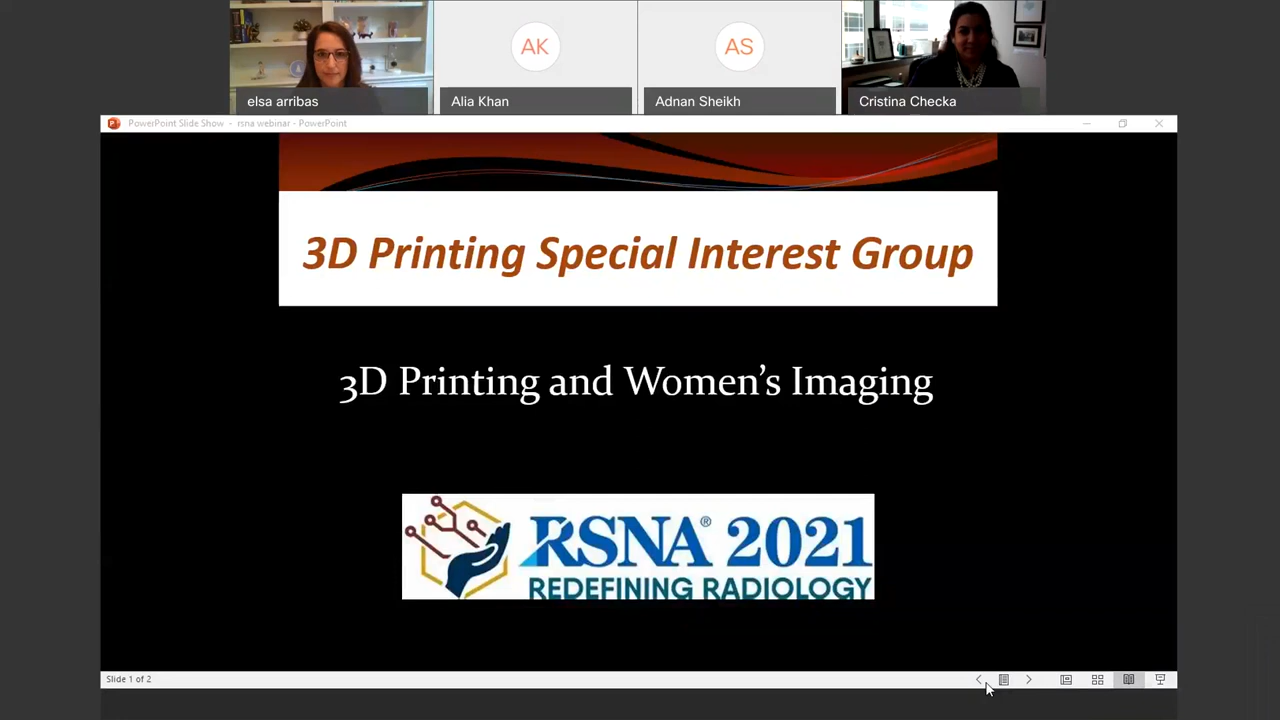 AK
AS
elsa arribas
Alia Khan
Adnan Sheikh
Cristina Checka
PowerPoint Slide Show - rsna webinar - PowerPoint
3D Printing Special Interest Group
3D Printing and Women's Imaging
RSNA® 2021
REDEFINING RADIOLOGY
Slide 1 of 2